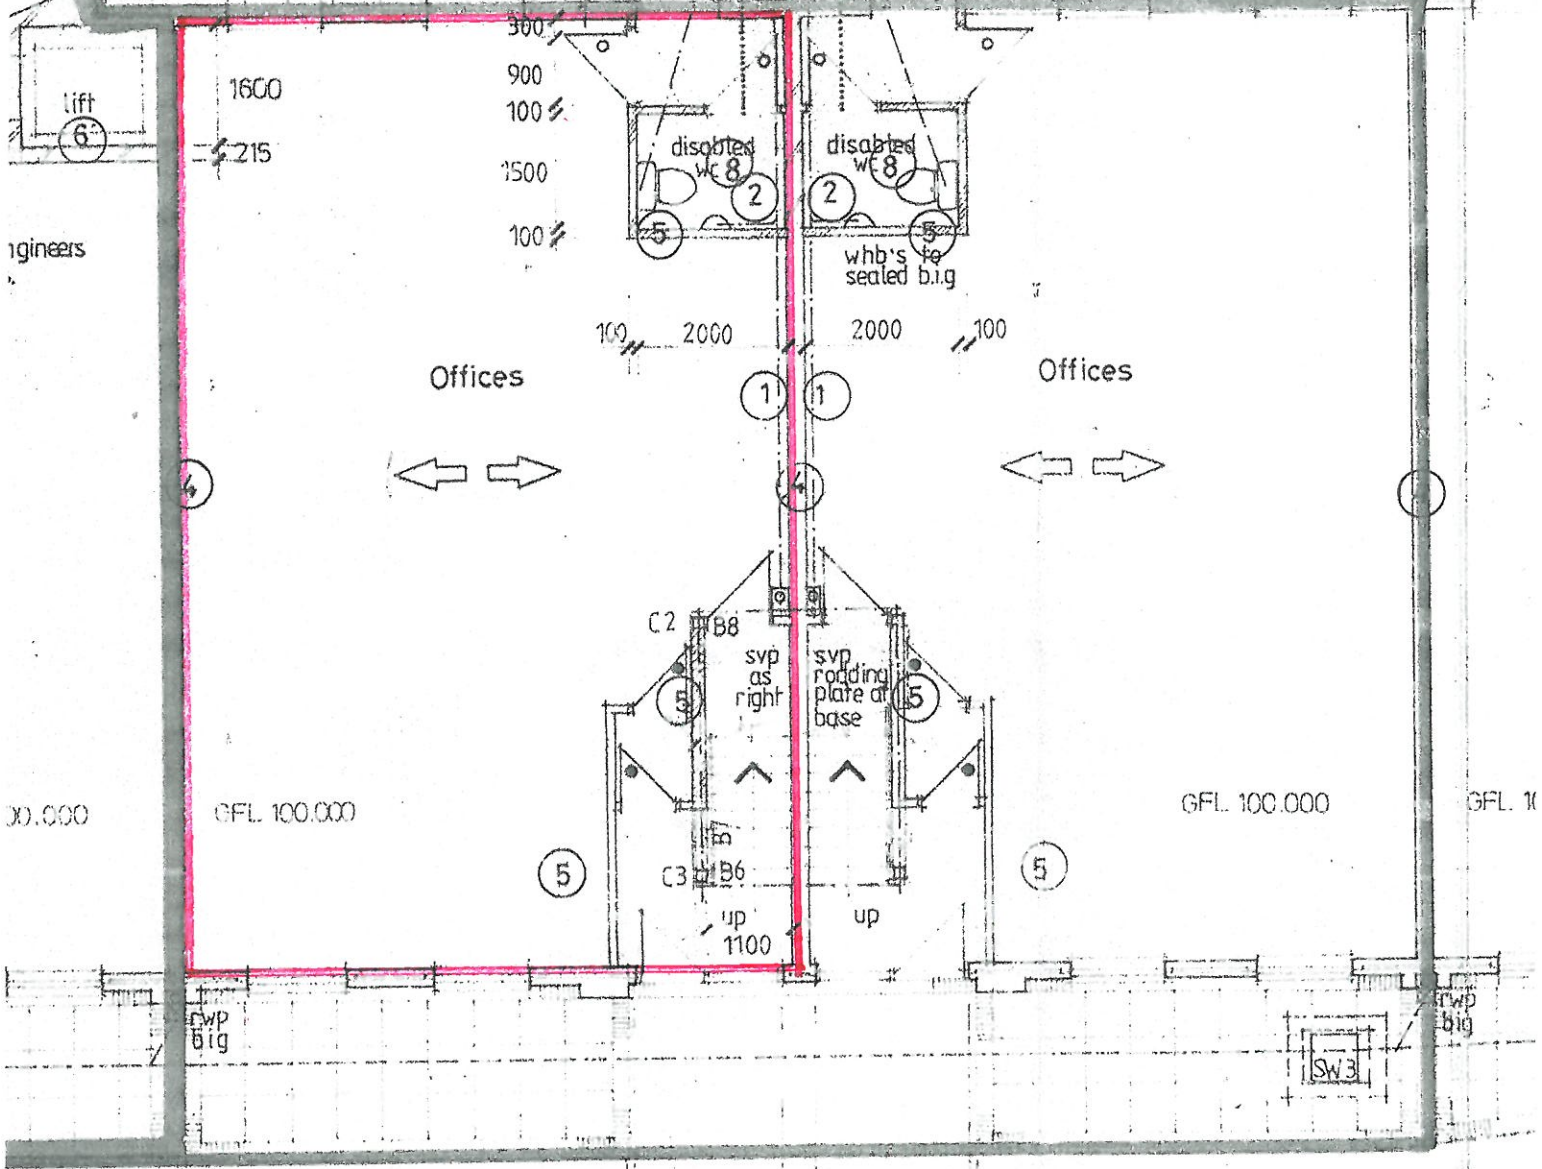 300
900
100
1500
100
1600
215
lift
6
disabled
wc 8
2
5
disabled
wc 8
2
5
whb's to
sealed b.i.g
100
2000
2000
100
Offices
Offices
1
1
4
4
C2
B8
svp
as
right
svp
rodding
plate at
base
5
5
GFL. 100.000
GFL. 100.000
B7
C3
B6
5
5
up
1100
up
rwp
big
rwp
big
SW3